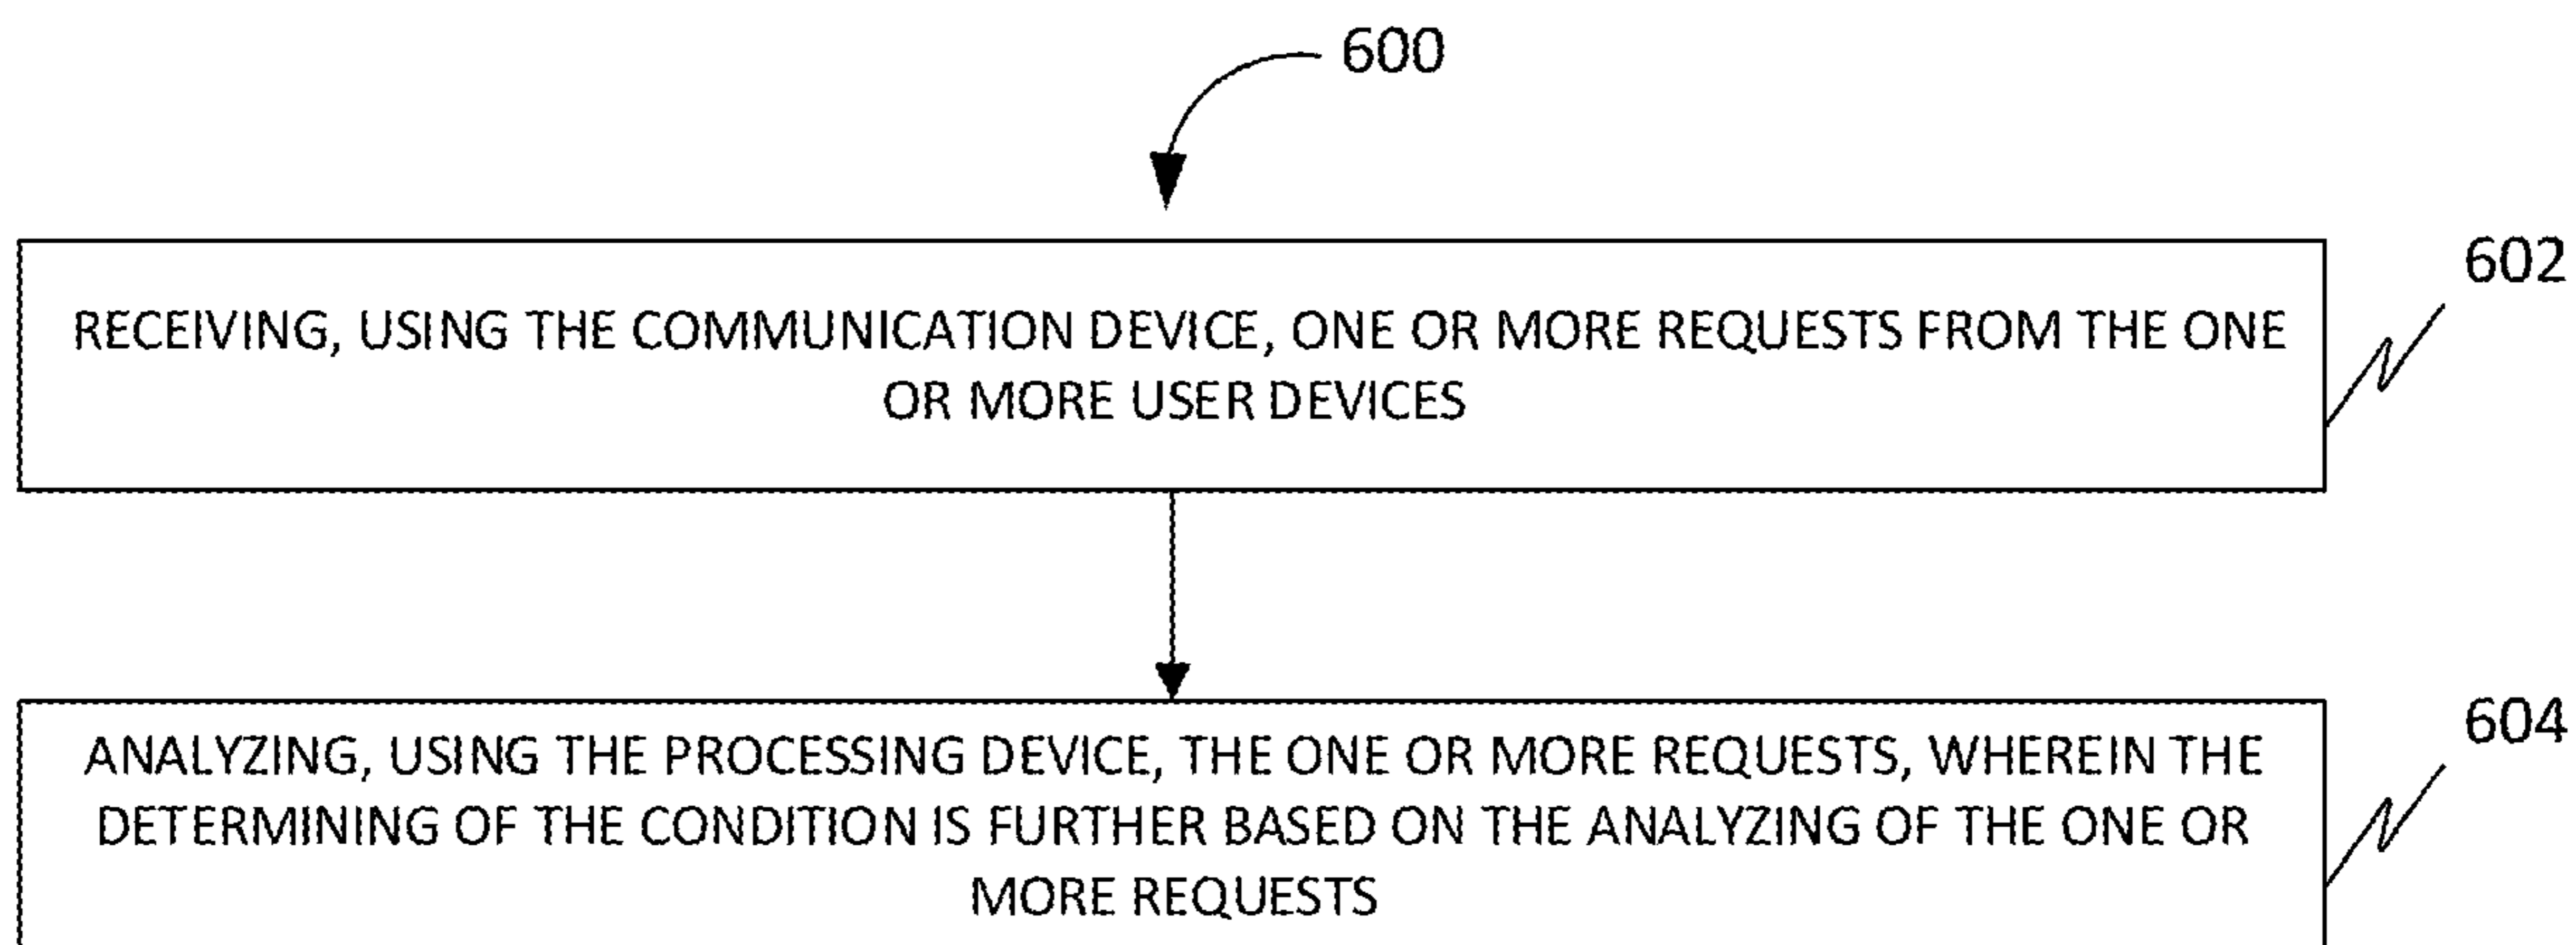 600
602
RECEIVING, USING THE COMMUNICATION DEVICE, ONE OR MORE REQUESTS FROM THE ONE
OR MORE USER DEVICES
604
ANALYZING, USING THE PROCESSING DEVICE, THE ONE OR MORE REQUESTS, WHEREIN THE
DETERMINING OF THE CONDITION IS FURTHER BASED ON THE ANALYZING OF THE ONE OR
MORE REQUESTS